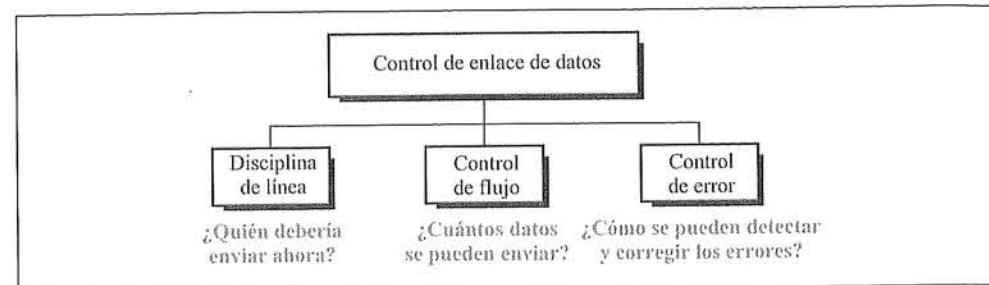 Control de enlace de datos
Disciplina
de línea
Control
de flujo
Control
de error
¿Quién debería
enviar ahora?
¿Cuántos datos
se pueden enviar?
¿Cómo se pueden detectar
y corregir los errores?